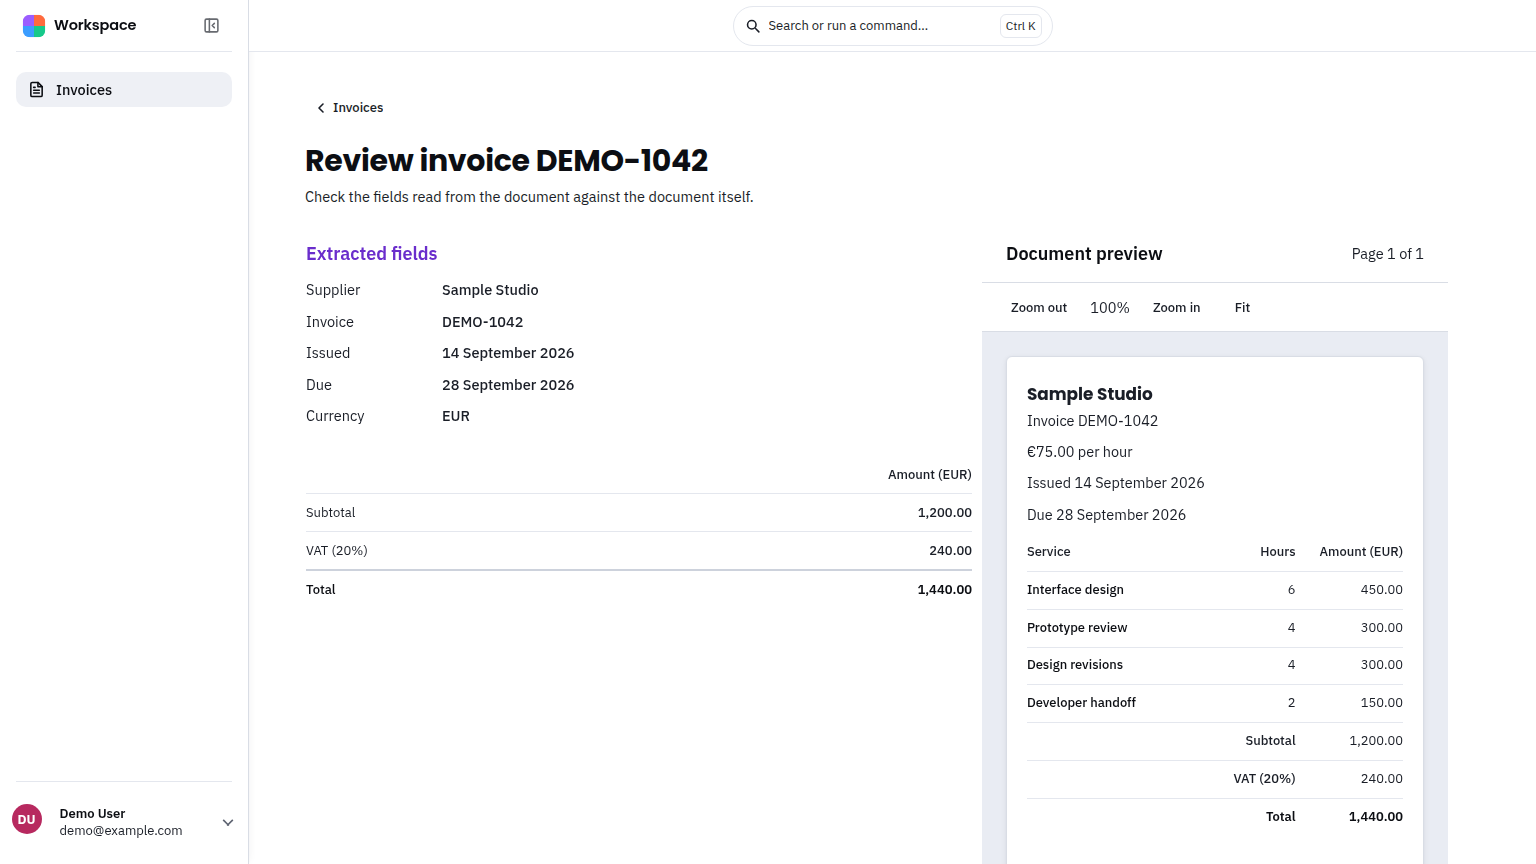 Workspace
Search or run a command...
Ctrl K
Invoices
Invoices
Review invoice DEMO-1042
Check the fields read from the document against the document itself.
Extracted fields
Supplier Sample Studio
Invoice DEMO-1042
Issued 14 September 2026
Due 28 September 2026
Currency EUR
Amount (EUR)
Subtotal 1,200.00
VAT (20%) 240.00
Total 1,440.00
Document preview Page 1 of 1
Zoom out 100% Zoom in Fit
Sample Studio
Invoice DEMO-1042
€75.00 per hour
Issued 14 September 2026
Due 28 September 2026
Service Hours Amount (EUR)
Interface design 6 450.00
Prototype review 4 300.00
Design revisions 4 300.00
Developer handoff 2 150.00
Subtotal 1,200.00
VAT (20%) 240.00
Total 1,440.00
DU
Demo User
demo@example.com